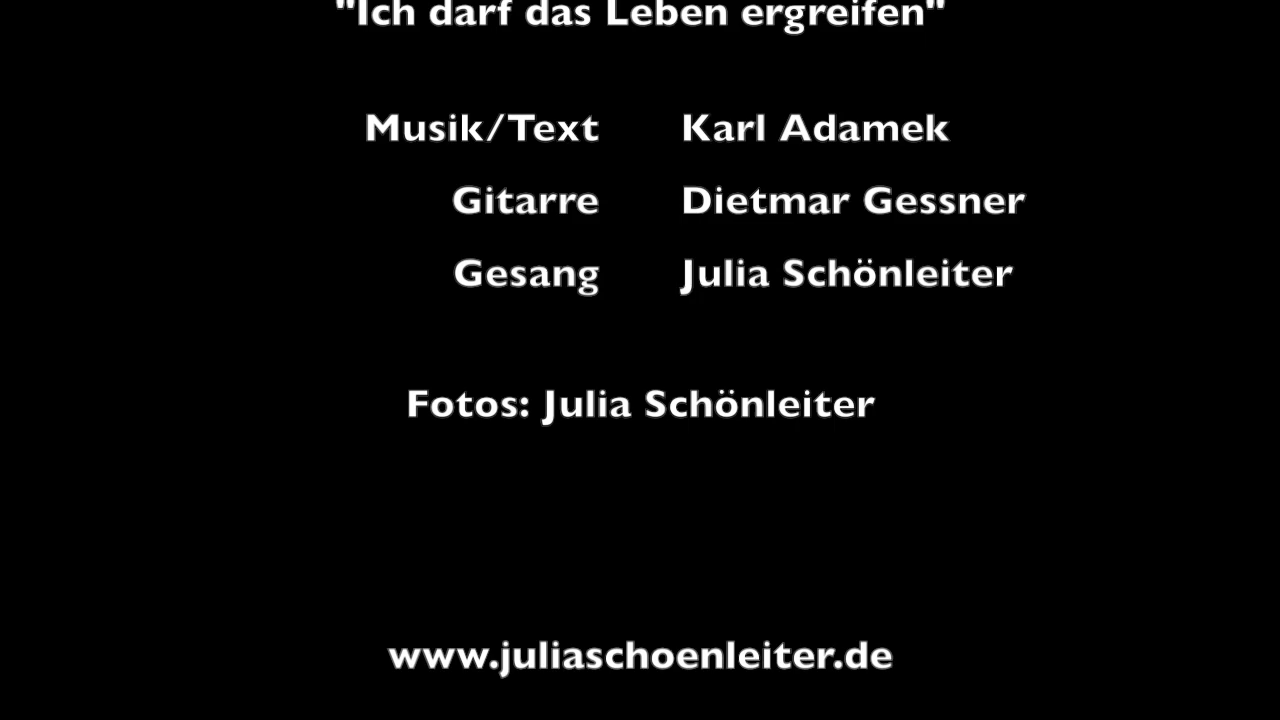 "Ich darf das Leben ergreifen"
Musik/Text Karl Adamek
Gitarre Dietmar Gessner
Gesang Julia Schönleiter
Fotos: Julia Schönleiter
www.juliaschoenleiter.de